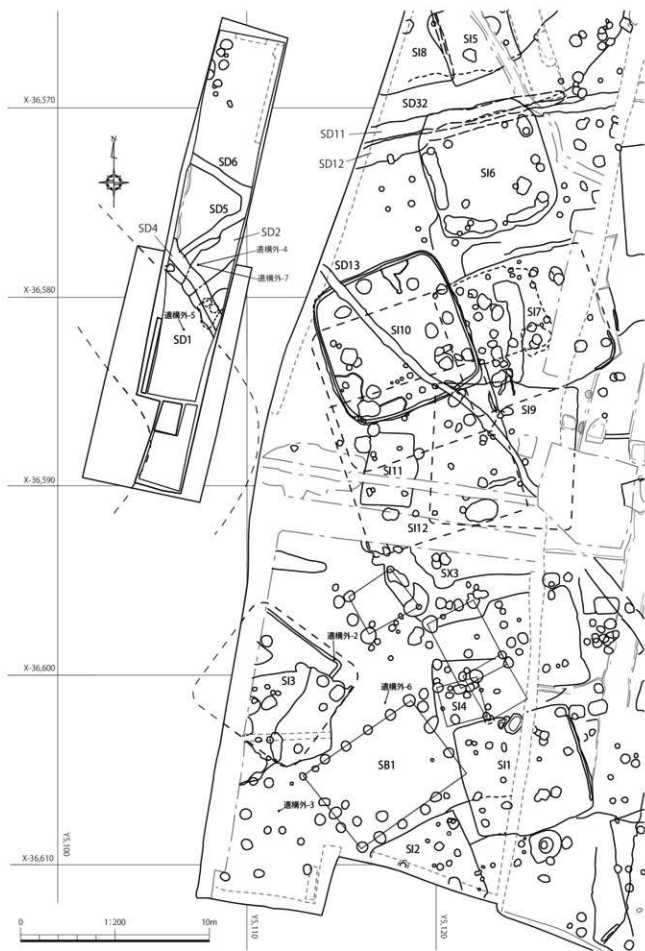 SI8
SI5
X-36,570
SD32
SD11
SD12
N
SI6
SD6
SD5
SD4
SD2
遺構外-4
遺構外-7
SD13
X-36,580
遺構外-5
SD1
SI10
SI7
SI9
SI11
X-36,590
SI12
SX3
遺構外-2
X-36,600
SI3
遺構外-6
SI4
SB1
SI1
遺構外-3
SI2
X-36,610
Y5,100
Y5,110
Y5,120
0 1:200 10m